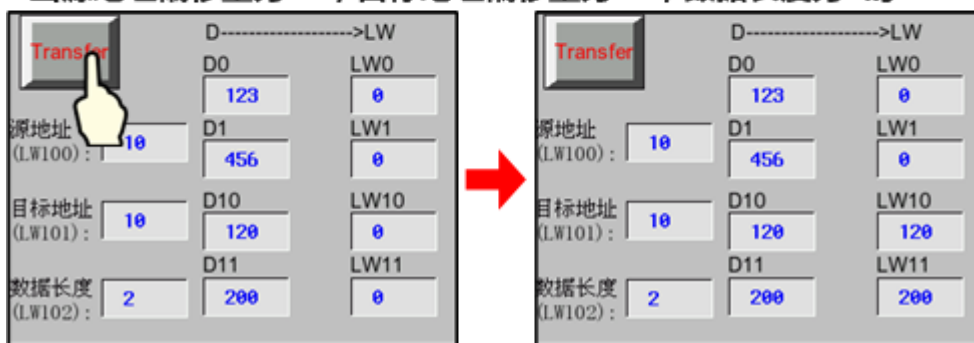 D------------------->LW
Transfer
D0 LW0
123 0
源地址
(LW100): 10
D1 LW1
456 0
目标地址
(LW101): 10
D10 LW10
120 0
数据长度
(LW102): 2
D11 LW11
200 0
D------------------->LW
Transfer
D0 LW0
123 0
源地址
(LW100): 10
D1 LW1
456 0
目标地址
(LW101): 10
D10 LW10
120 120
数据长度
(LW102): 2
D11 LW11
200 200